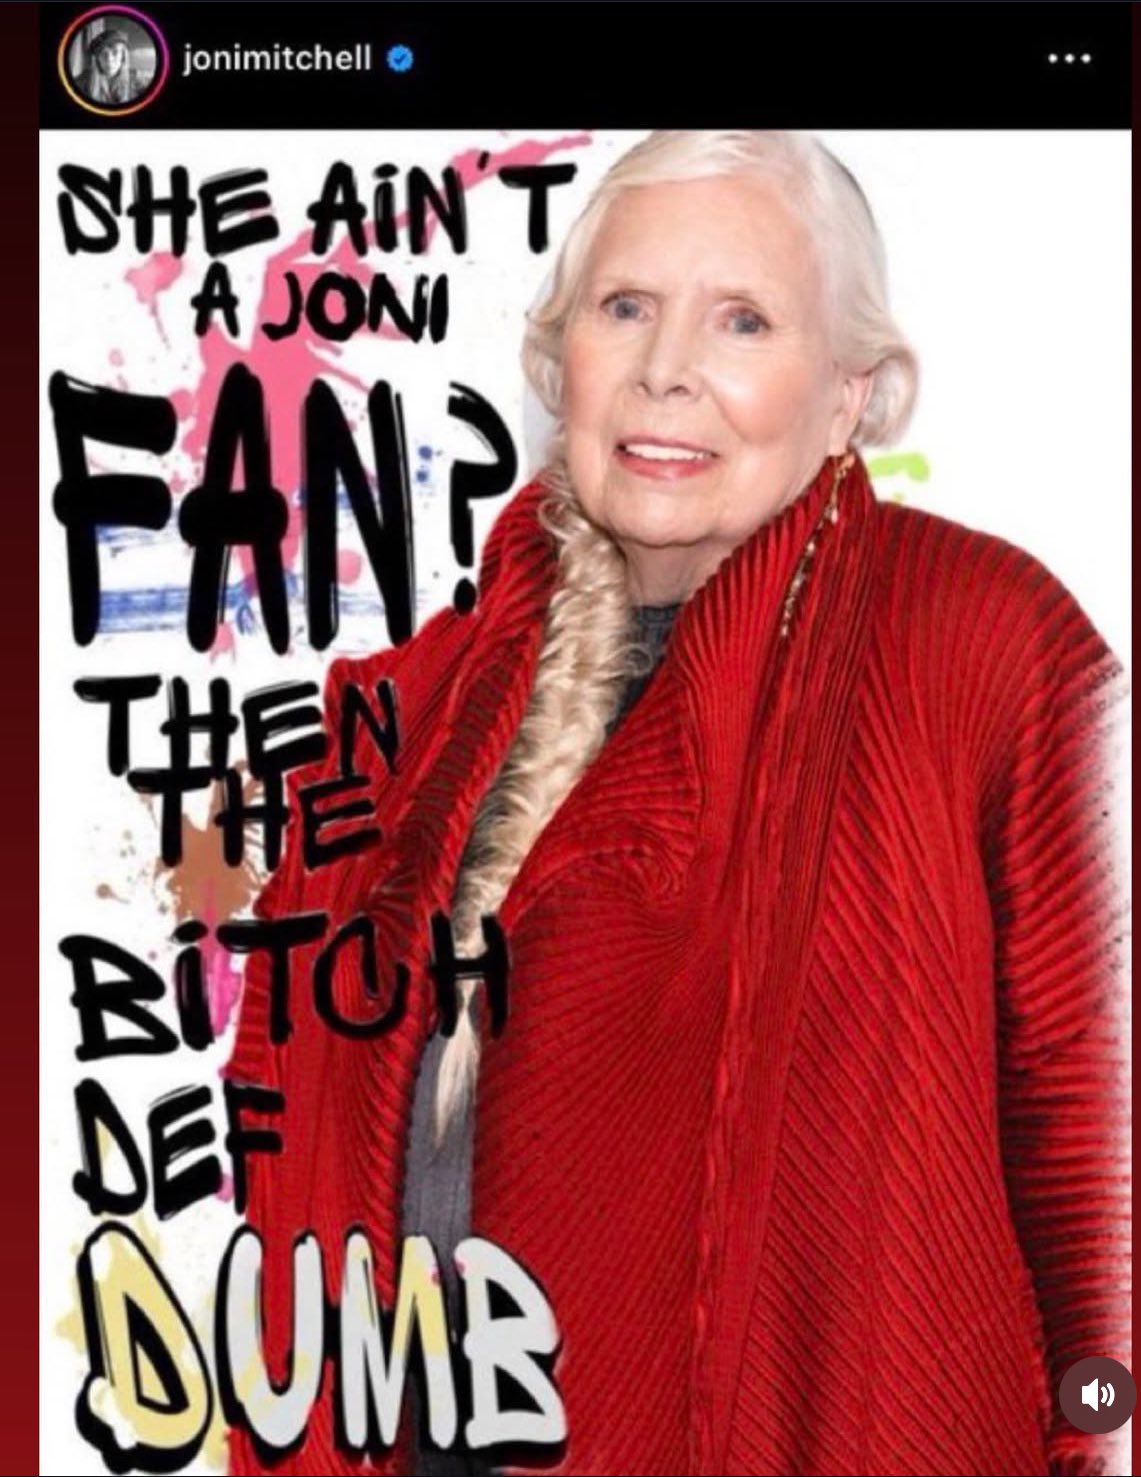 jonimitchell
SHE AiN'T
A JONI
FAN?
THEN
THE
BiTCH
DEF
DUMB